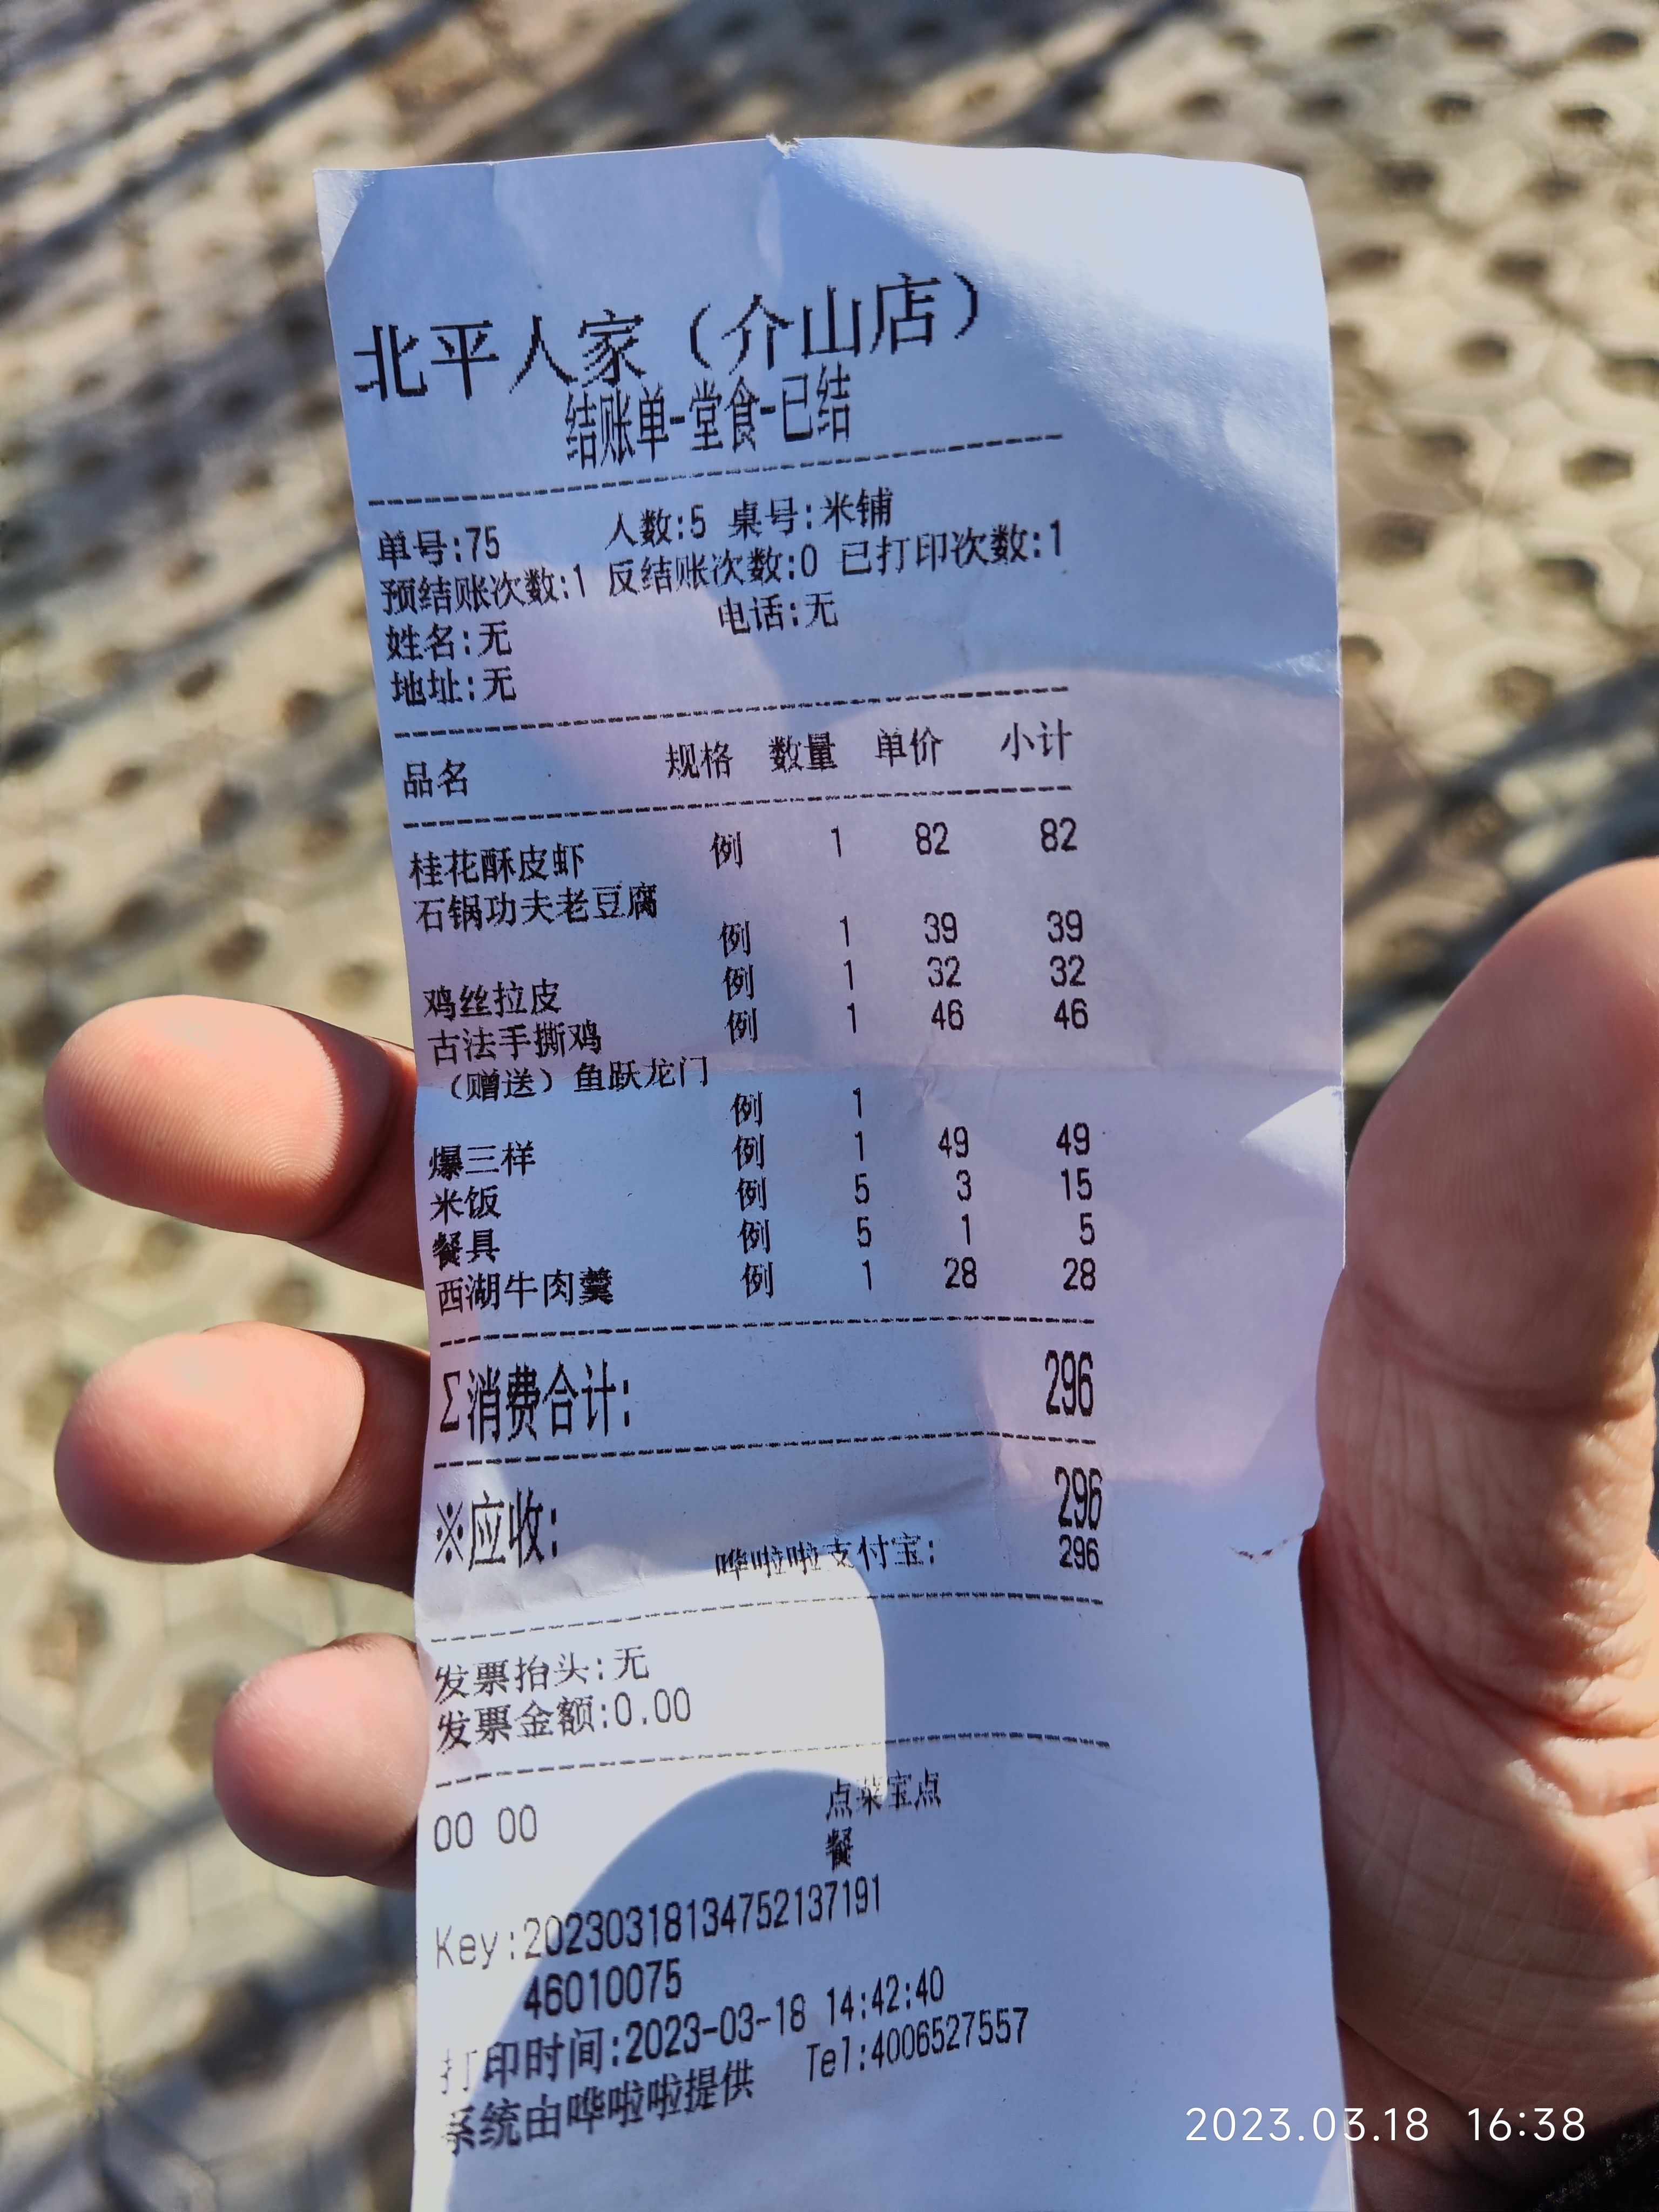 北平人家（介山店）
结账单-堂食-已结
单号:75 人数:5 桌号:米铺
预结账次数:1 反结账次数:0 已打印次数:1
姓名:无 电话:无
地址:无
品名 规格 数量 单价 小计
桂花酥皮虾 例 1 82 82
石锅功夫老豆腐
例 1 39 39
鸡丝拉皮 例 1 32 32
古法手撕鸡 例 1 46 46
（赠送）鱼跃龙门
例 1
爆三样 例 1 49 49
米饭 例 5 3 15
餐具 例 5 1 5
西湖牛肉羹 例 1 28 28
Σ消费合计: 296
※应收: 296
哗啦啦支付宝: 296
发票抬头:无
发票金额:0.00
00 00 点菜宝点
餐
Key:20230318134752137191
46010075
打印时间:2023-03-18 14:42:40
系统由哗啦啦提供 Tel:4006527557
2023.03.18 16:38